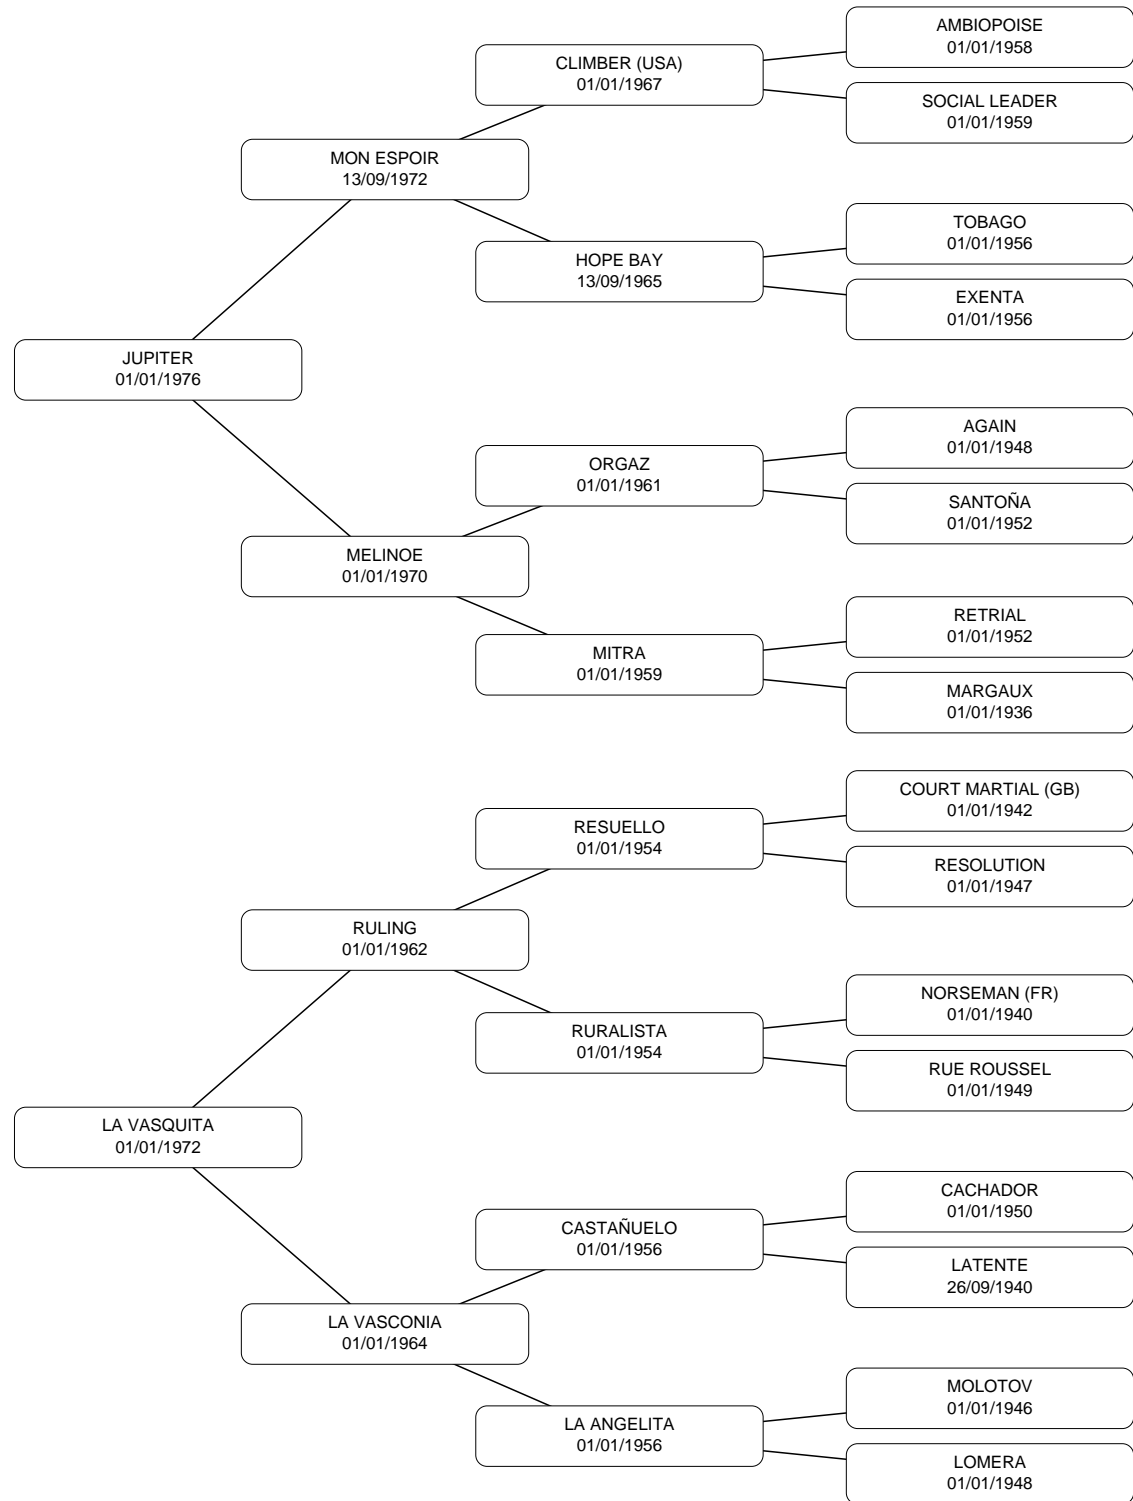 AMBIOPOISE
01/01/1958
CLIMBER (USA)
01/01/1967
SOCIAL LEADER
01/01/1959
MON ESPOIR
13/09/1972
TOBAGO
01/01/1956
HOPE BAY
13/09/1965
EXENTA
01/01/1956
JUPITER
01/01/1976
AGAIN
01/01/1948
ORGAZ
01/01/1961
SANTOÑA
01/01/1952
MELINOE
01/01/1970
RETRIAL
01/01/1952
MITRA
01/01/1959
MARGAUX
01/01/1936
COURT MARTIAL (GB)
01/01/1942
RESUELLO
01/01/1954
RESOLUTION
01/01/1947
RULING
01/01/1962
NORSEMAN (FR)
01/01/1940
RURALISTA
01/01/1954
RUE ROUSSEL
01/01/1949
LA VASQUITA
01/01/1972
CACHADOR
01/01/1950
CASTAÑUELO
01/01/1956
LATENTE
26/09/1940
LA VASCONIA
01/01/1964
MOLOTOV
01/01/1946
LA ANGELITA
01/01/1956
LOMERA
01/01/1948